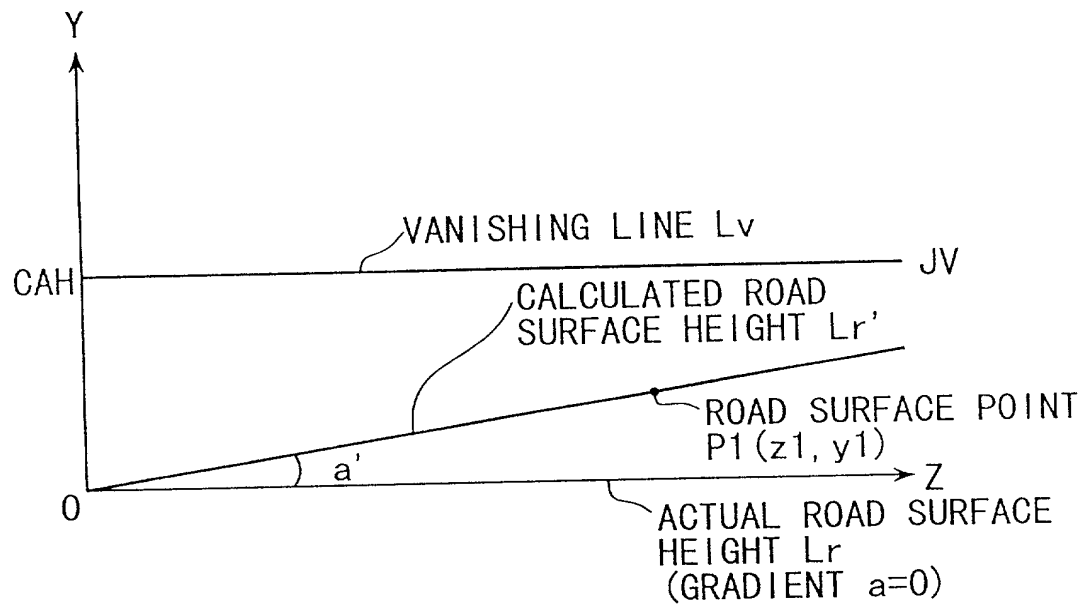 Y
VANISHING LINE Lv
CAH
JV
CALCULATED ROAD
SURFACE HEIGHT Lr'
ROAD SURFACE POINT
P1(z1, y1)
a'
Z
0
ACTUAL ROAD SURFACE
HEIGHT Lr
(GRADIENT a=0)